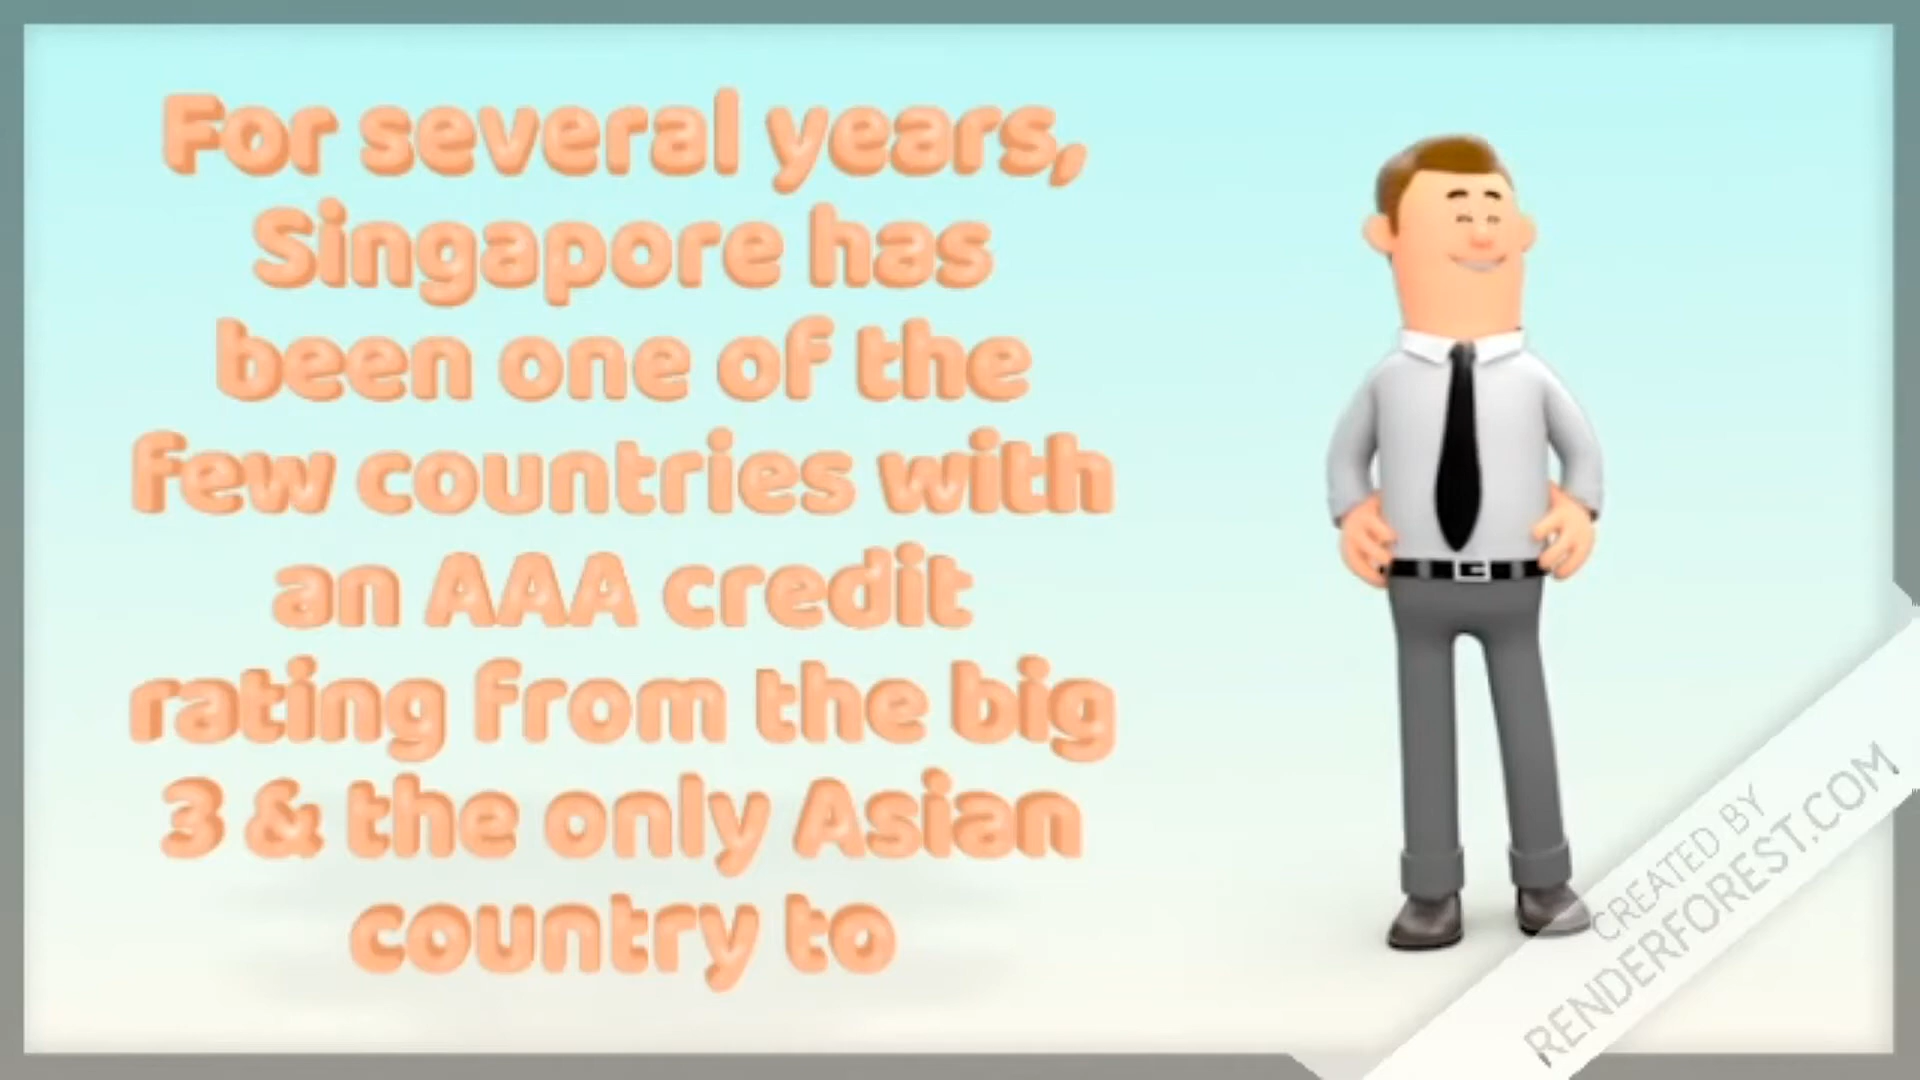 For several years,
Singapore has
been one of the
few countries with
an AAA credit
rating from the big
3 & the only Asian
country to
CREATED BY
RENDERFOREST.COM